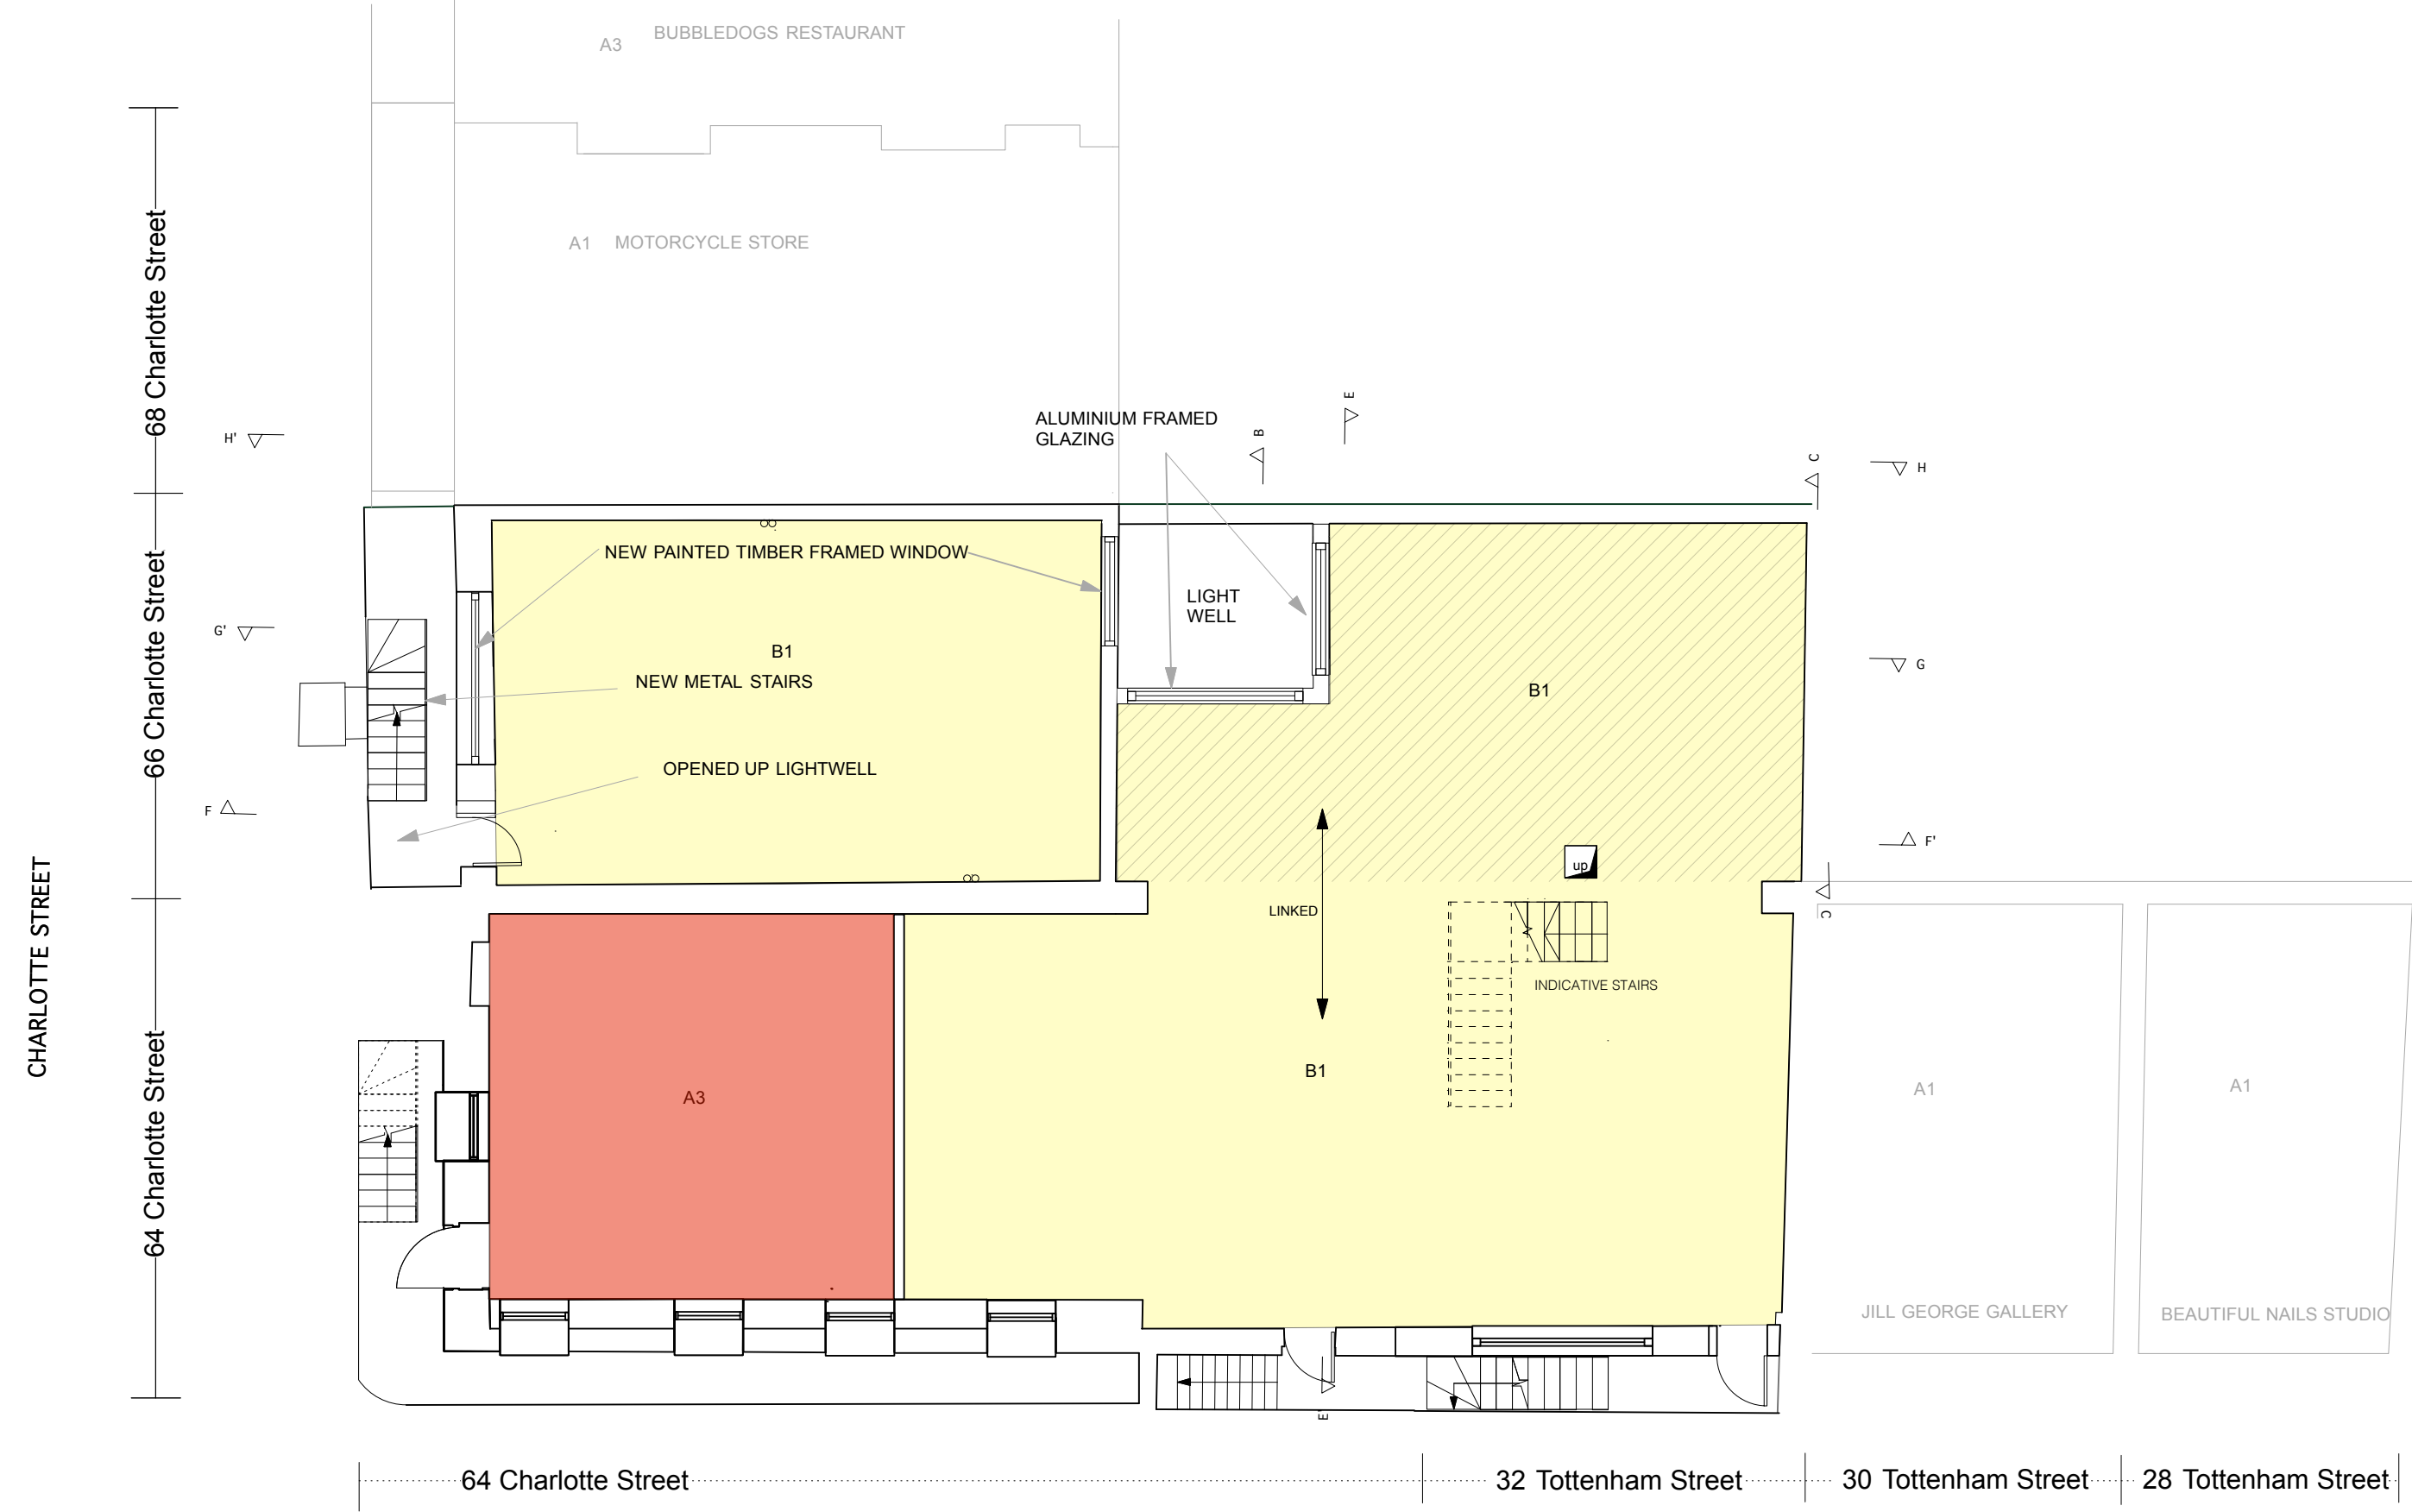 BUBBLEDOGS RESTAURANT
A3
A1 MOTORCYCLE STORE
68 Charlotte Street
66 Charlotte Street
64 Charlotte Street
CHARLOTTE STREET
ALUMINIUM FRAMED
GLAZING
B
E
C
H'
H
NEW PAINTED TIMBER FRAMED WINDOW
LIGHT
WELL
G'
G
B1
NEW METAL STAIRS
B1
OPENED UP LIGHTWELL
F
F'
up
LINKED
C
INDICATIVE STAIRS
B1
A3
A1
A1
JILL GEORGE GALLERY
BEAUTIFUL NAILS STUDIO
E'
64 Charlotte Street
32 Tottenham Street
30 Tottenham Street
28 Tottenham Street